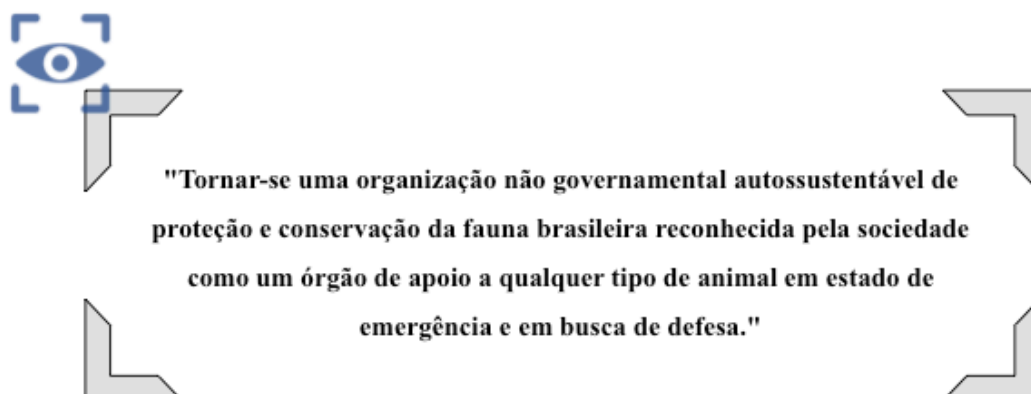 "Tornar-se uma organização não governamental autossustentável de
proteção e conservação da fauna brasileira reconhecida pela sociedade
como um órgão de apoio a qualquer tipo de animal em estado de
emergência e em busca de defesa."